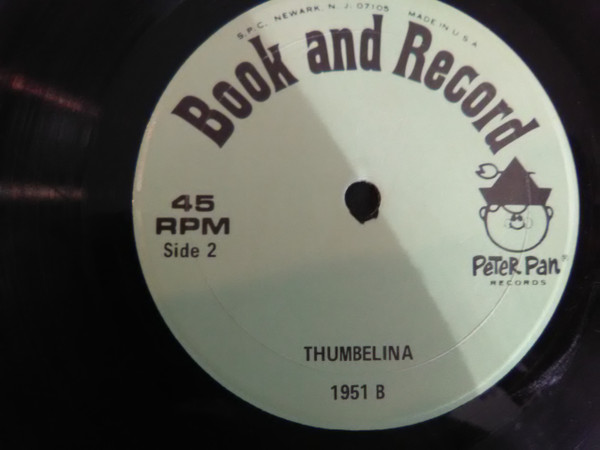 S.P.C. NEWARK, N. J. 07105 MADE IN U S A
Book and Record
45
RPM
Side 2
PETER PAN®
RECORDS
THUMBELINA
1951 B